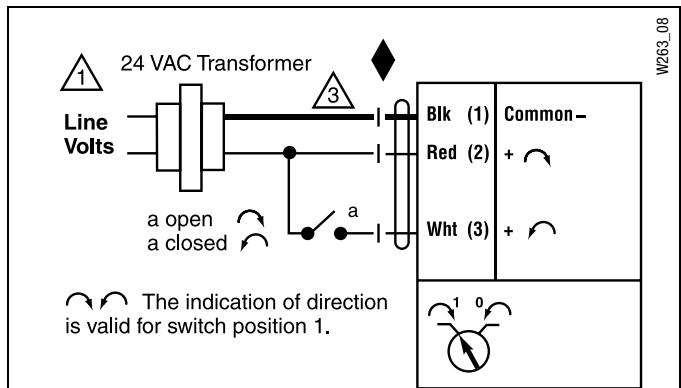 W263_08
1
24 VAC Transformer
3
Line
Volts
Blk (1) Common –
Red (2) +
a
Wht (3) +
a open
a closed
The indication of direction
is valid for switch position 1.
1 0